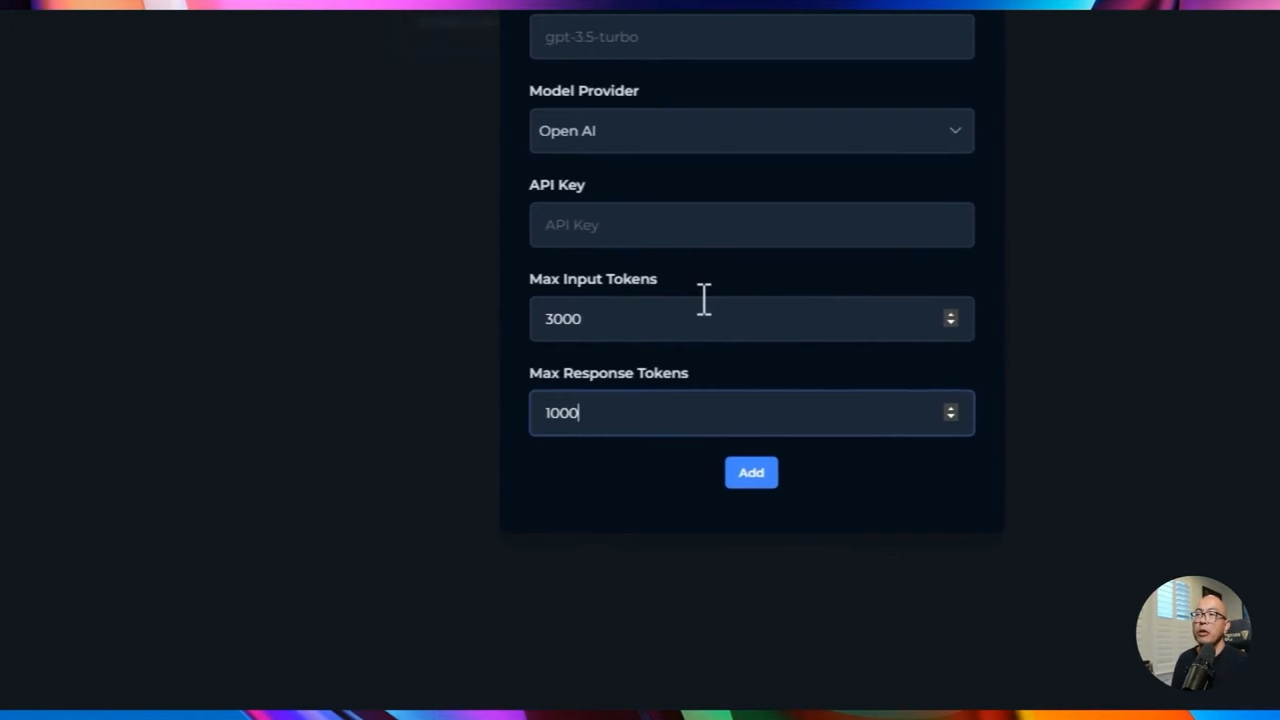 gpt-3.5-turbo
Model Provider
Open AI
API Key
API Key
Max Input Tokens
3000
Max Response Tokens
1000
Add